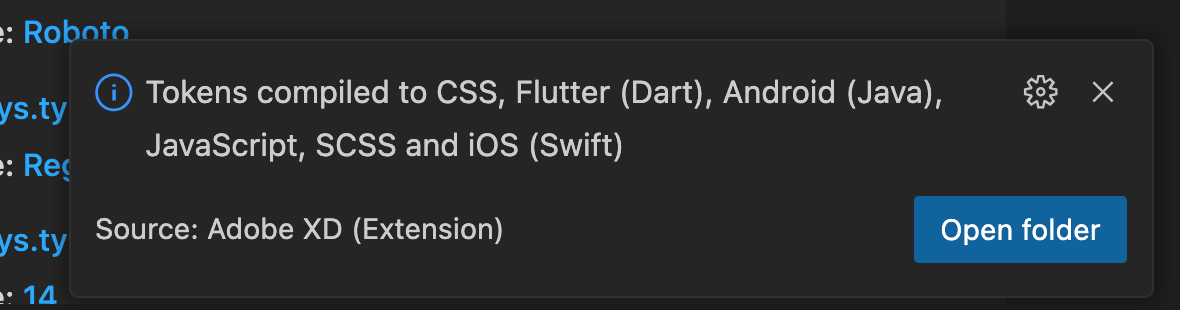 e: Roboto
Tokens compiled to CSS, Flutter (Dart), Android (Java),
ys.ty
JavaScript, SCSS and iOS (Swift)
e: Reg
Source: Adobe XD (Extension)
Open folder
ys.ty
e: 14